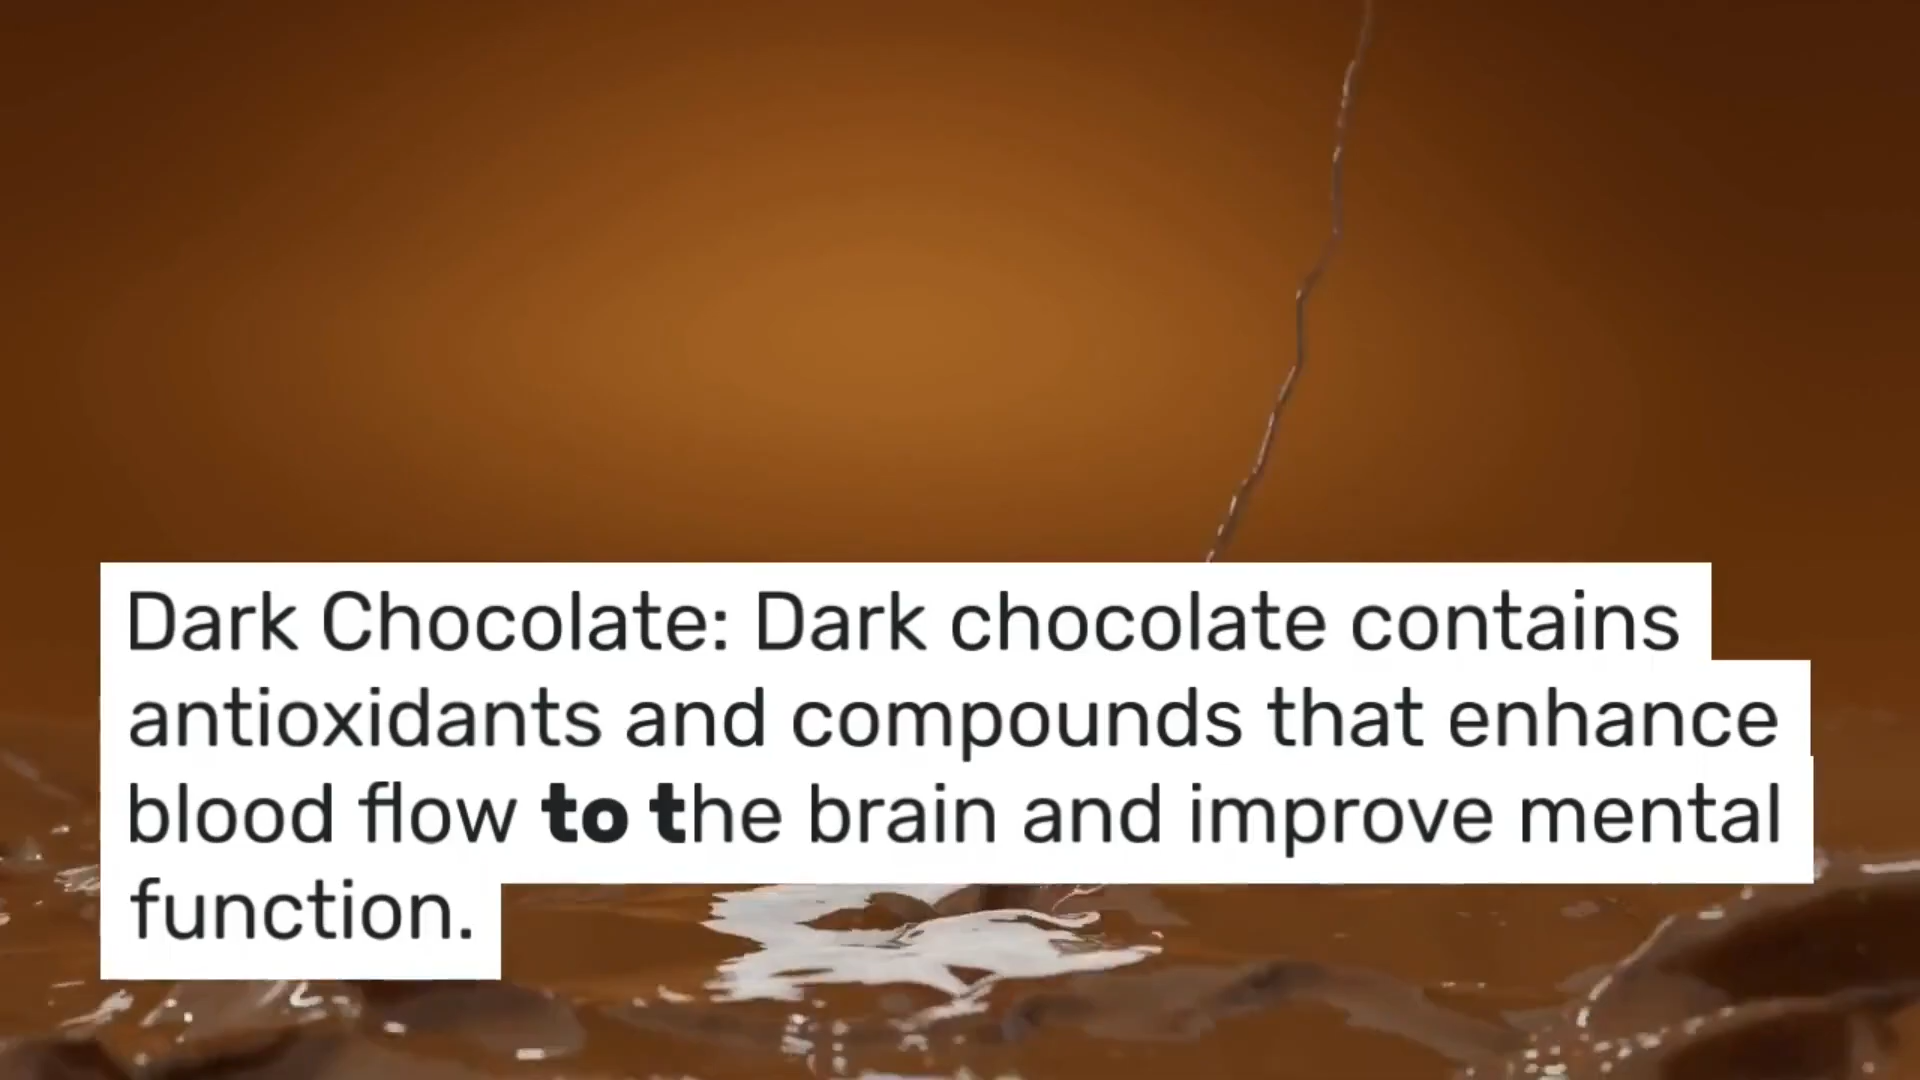 Dark Chocolate: Dark chocolate contains
antioxidants and compounds that enhance
blood flow to the brain and improve mental
function.